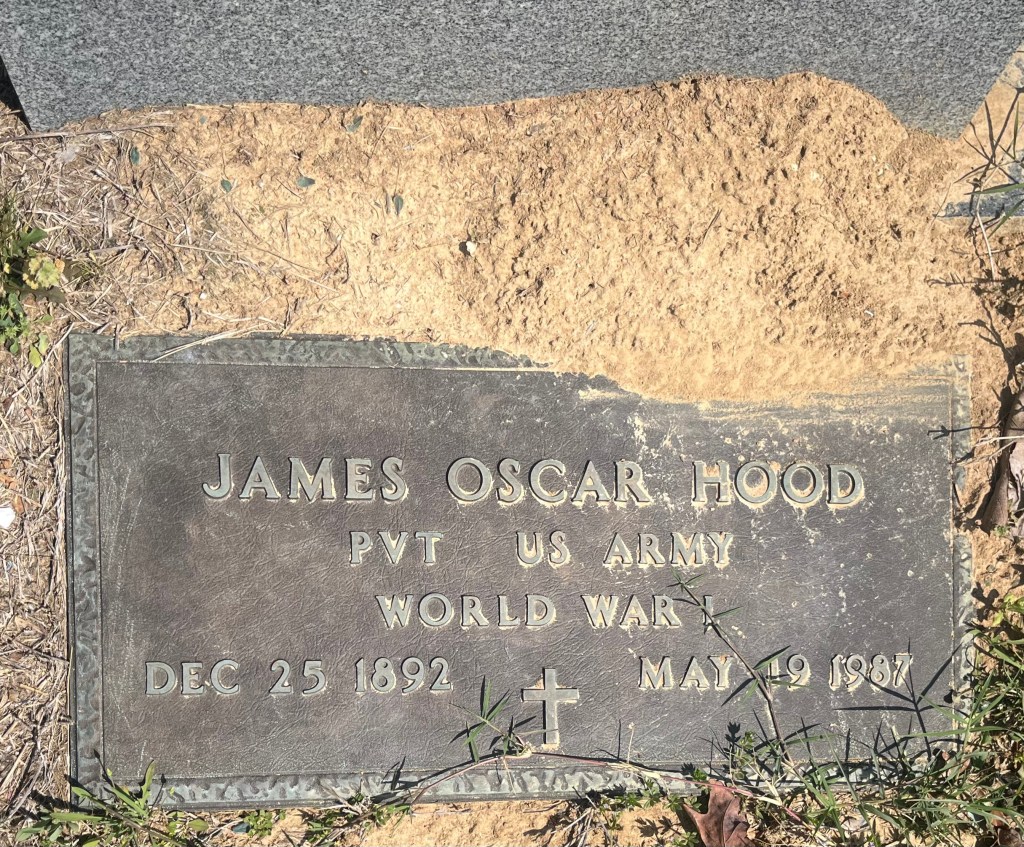 JAMES OSCAR HOOD
PVT US ARMY
WORLD WAR I
DEC 25 1892 MAY 19 1987